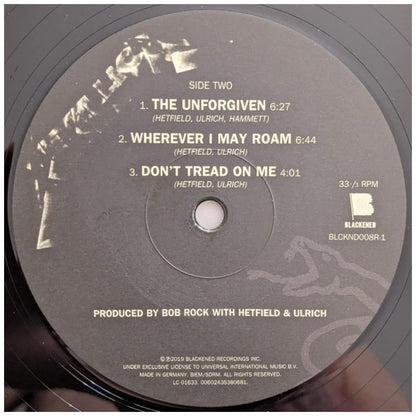 SIDE TWO
1. THE UNFORGIVEN 6:27
(HETFIELD, ULRICH, HAMMETT)
2. WHEREVER I MAY ROAM 6:44
(HETFIELD, ULRICH)
3. DON'T TREAD ON ME 4:01
(HETFIELD, ULRICH)
33 ⅓ RPM
B
BLACKENED
BLCKND008R-1
PRODUCED BY BOB ROCK WITH HETFIELD & ULRICH
©℗2019 BLACKENED RECORDINGS INC.
UNDER EXCLUSIVE LICENSE TO UNIVERSAL INTERNATIONAL MUSIC B.V.
MADE IN GERMANY. BIEM/SDRM. ALL RIGHTS RESERVED.
LC 01633. 00602435380681.